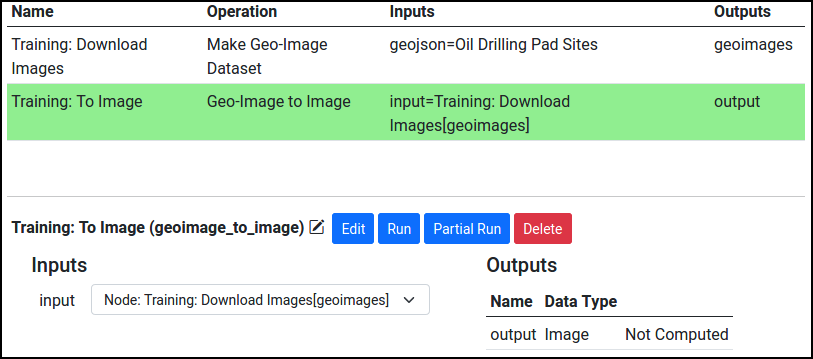 Name Operation Inputs Outputs
Training: Download Make Geo-Image geojson=Oil Drilling Pad Sites geoimages
Images Dataset
Training: To Image Geo-Image to Image input=Training: Download output
Images[geoimages]
Training: To Image (geoimage_to_image) Edit Run Partial Run Delete
Inputs Outputs
input Node: Training: Download Images[geoimages] Name Data Type
output Image Not Computed